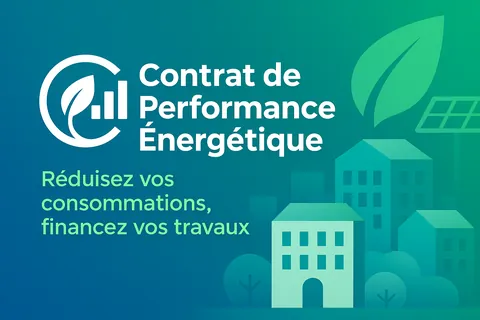 Contrat de
Performance
Énergétique
Réduisez vos
consommations,
financez vos travaux